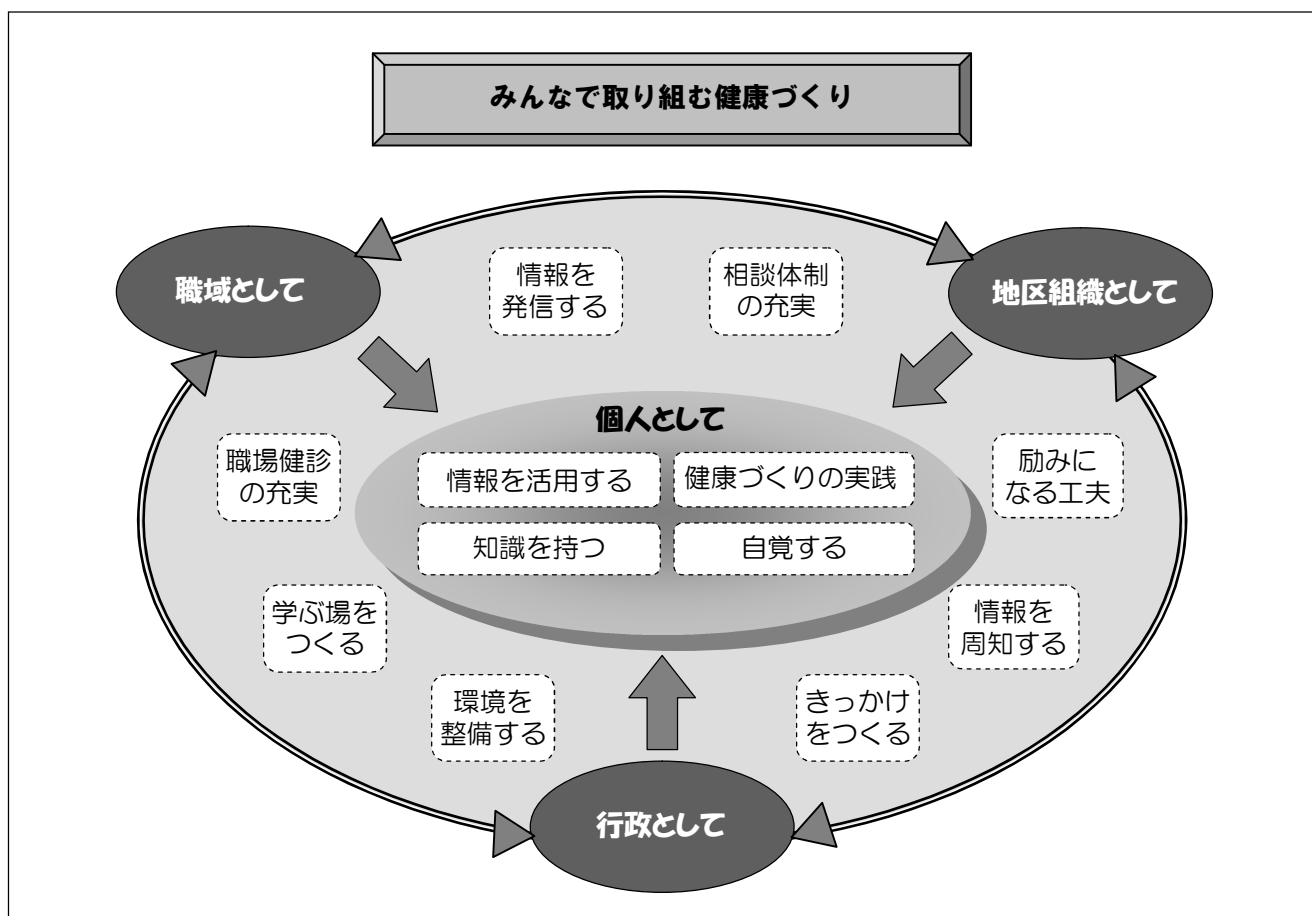 みんなで取り組む健康づくり
職域として
地区組織として
情報を
発信する
相談体制
の充実
個人として
情報を活用する
健康づくりの実践
知識を持つ
自覚する
職場健診
の充実
励みに
なる工夫
学ぶ場を
つくる
情報を
周知する
環境を
整備する
きっかけ
をつくる
行政として